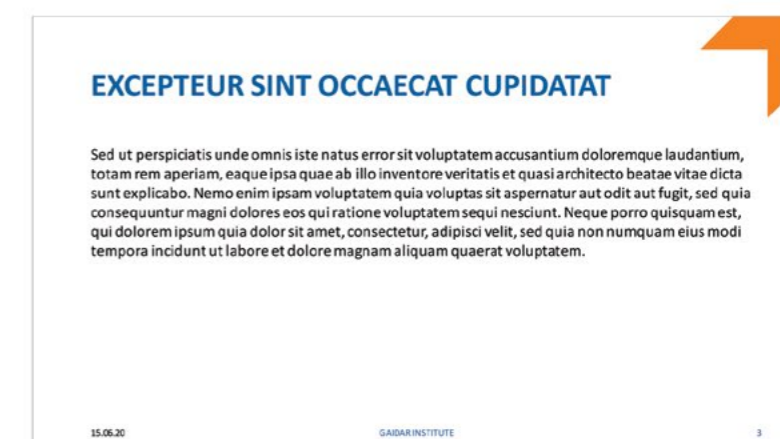 EXCEPTEUR SINT OCCAECAT CUPIDATAT
Sed ut perspiciatis unde omnis iste natus error sit voluptatem accusantium doloremque laudantium,
totam rem aperiam, eaque ipsa quae ab illo inventore veritatis et quasi architecto beatae vitae dicta
sunt explicabo. Nemo enim ipsam voluptatem quia voluptas sit aspernatur aut odit aut fugit, sed quia
consequuntur magni dolores eos qui ratione voluptatem sequi nesciunt. Neque porro quisquam est,
qui dolorem ipsum quia dolor sit amet, consectetur, adipisci velit, sed quia non numquam eius modi
tempora incidunt ut labore et dolore magnam aliquam quaerat voluptatem.
15.06.20 GAIDAR INSTITUTE 3